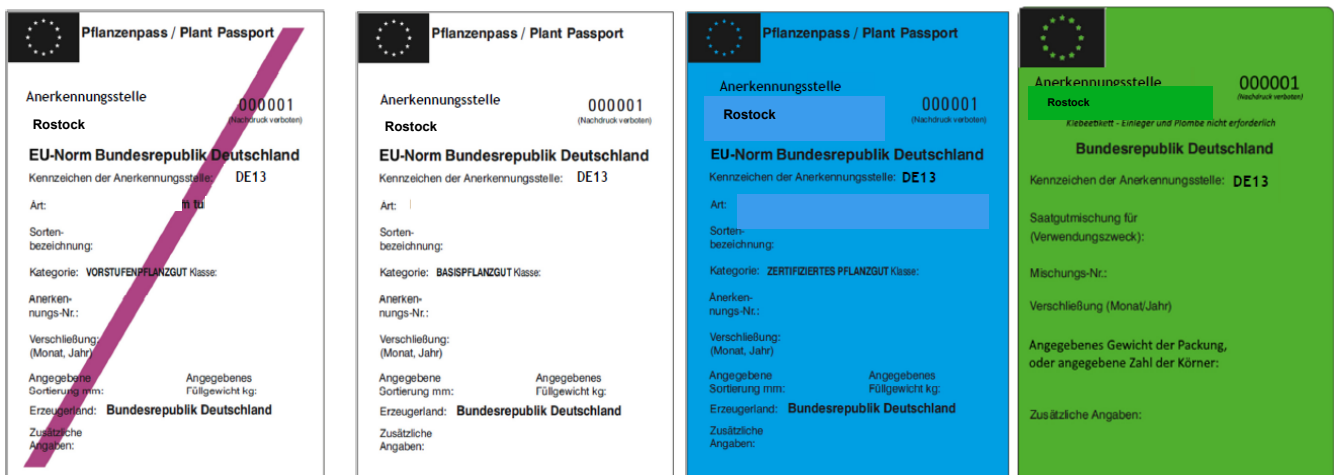 Pflanzenpass / Plant Passport
Anerkennungsstelle
000001
Rostock
(Nachdruck verboten)
EU-Norm Bundesrepublik Deutschland
Kennzeichen der Anerkennungsstelle: DE13
Art:
Sorten-
bezeichnung:
Kategorie: VORSTUFENPFLANZGUT Klasse:
Anerken-
nungs-Nr.:
Verschließung:
(Monat, Jahr)
Angegebene Angegebenes
Sortierung mm: Füllgewicht kg:
Erzeugerland: Bundesrepublik Deutschland
Zusätzliche
Angaben:
Pflanzenpass / Plant Passport
Anerkennungsstelle
000001
Rostock
(Nachdruck verboten)
EU-Norm Bundesrepublik Deutschland
Kennzeichen der Anerkennungsstelle: DE13
Art:
Sorten-
bezeichnung:
Kategorie: BASISPFLANZGUT Klasse:
Anerken-
nungs-Nr.:
Verschließung:
(Monat, Jahr)
Angegebene Angegebenes
Sortierung mm: Füllgewicht kg:
Erzeugerland: Bundesrepublik Deutschland
Zusätzliche
Angaben:
Pflanzenpass / Plant Passport
Anerkennungsstelle
000001
Rostock
(Nachdruck verboten)
EU-Norm Bundesrepublik Deutschland
Kennzeichen der Anerkennungsstelle: DE13
Art:
Sorten-
bezeichnung:
Kategorie: ZERTIFIZIERTES PFLANZGUT Klasse:
Anerken-
nungs-Nr.:
Verschließung:
(Monat, Jahr)
Angegebene Angegebenes
Sortierung mm: Füllgewicht kg:
Erzeugerland: Bundesrepublik Deutschland
Zusätzliche
Angaben:
Anerkennungsstelle
000001
(Nachdruck verboten)
Rostock
Klebeetikett - Einleger und Plombe nicht erforderlich
Bundesrepublik Deutschland
Kennzeichen der Anerkennungsstelle: DE13
Saatgutmischung für
(Verwendungszweck):
Mischungs-Nr.:
Verschließung (Monat/Jahr)
Angegebenes Gewicht der Packung,
oder angegebene Zahl der Körner:
Zusätzliche Angaben: